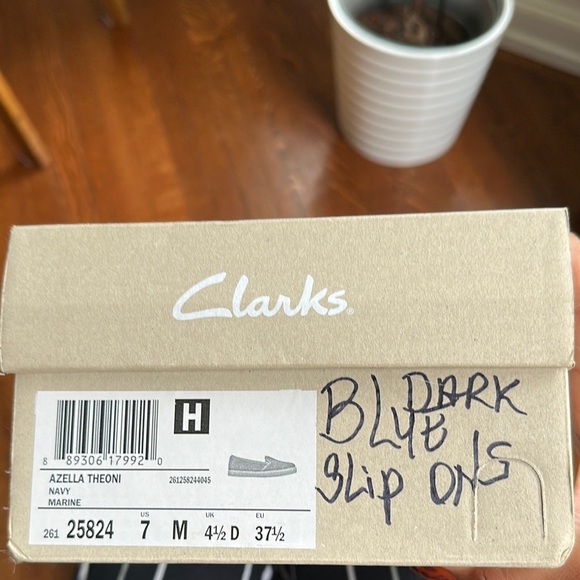 Clarks®
8 89306 17992 0
H
AZELLA THEONI
NAVY
MARINE
261258244045
US UK EU
261 25824 7 M 4½ D 37½
DARK
BLUE
SLip ONS